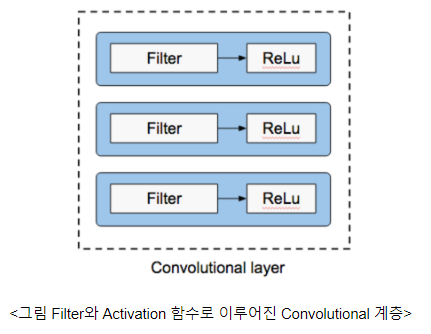 Filter ReLu
Filter ReLu
Filter ReLu
Convolutional layer
<그림 Filter와 Activation 함수로 이루어진 Convolutional 계층>